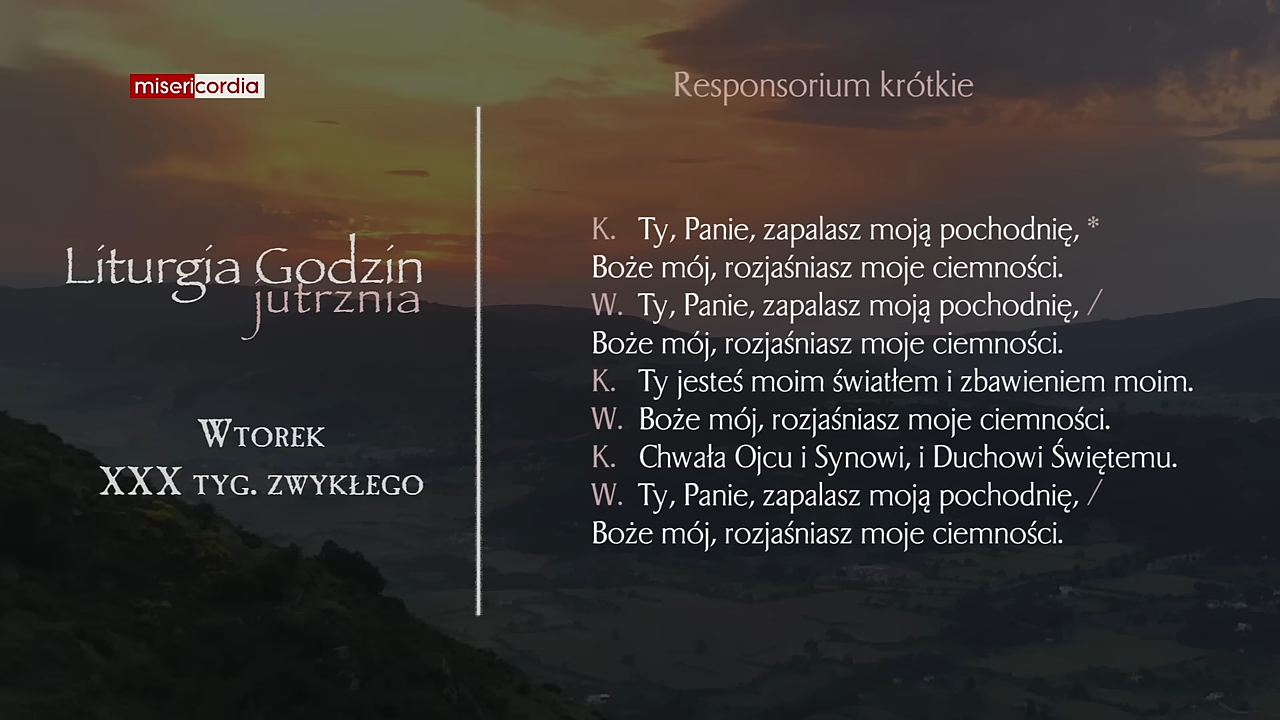 misericordia
Liturgia Godzin
jutrznia
Wtorek
XXX tyg. zwykłego
Responsorium krótkie
K. Ty, Panie, zapalasz moją pochodnię, *
Boże mój, rozjaśniasz moje ciemności.
W. Ty, Panie, zapalasz moją pochodnię, /
Boże mój, rozjaśniasz moje ciemności.
K. Ty jesteś moim światłem i zbawieniem moim.
W. Boże mój, rozjaśniasz moje ciemności.
K. Chwała Ojcu i Synowi, i Duchowi Świętemu.
W. Ty, Panie, zapalasz moją pochodnię, /
Boże mój, rozjaśniasz moje ciemności.